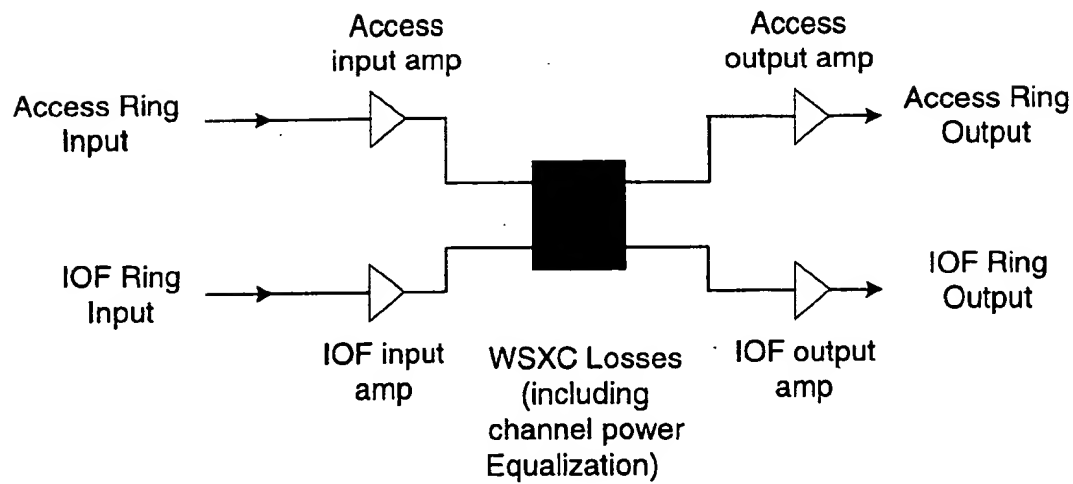 Access
input amp
Access
output amp
Access Ring
Input
Access Ring
Output
IOF Ring
Input
IOF Ring
Output
IOF input
amp
WSXC Losses
(including
channel power
Equalization)
IOF output
amp